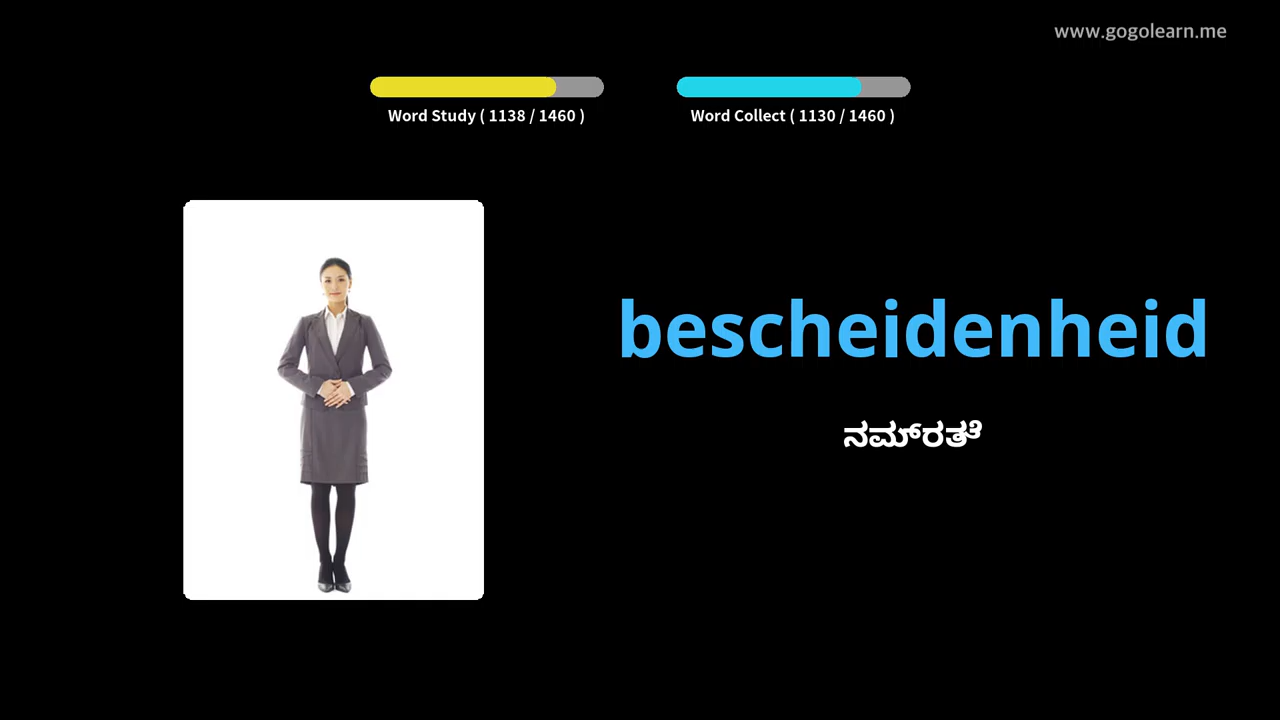 www.gogolearn.me
Word Study ( 1138 / 1460 )
Word Collect ( 1130 / 1460 )
bescheidenheid
ನಮ್ರತೆ